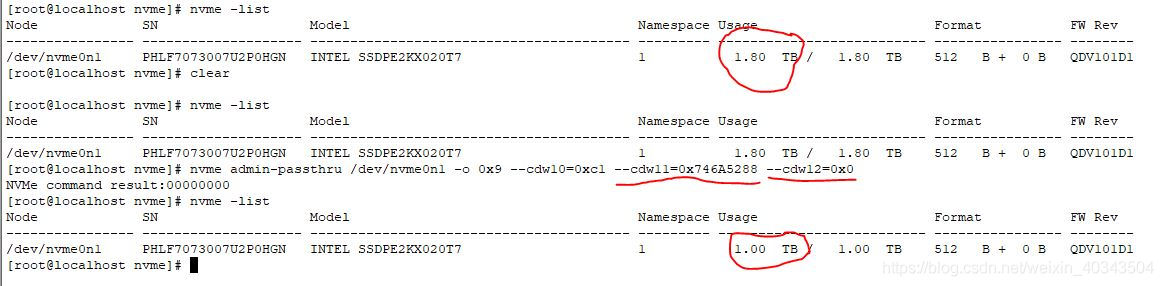 [root@localhost nvme]# nvme -list
Node SN Model Namespace Usage Format FW Rev
---------------- -------------------- ---------------------------------------- --------- -------------------------- ---------------- --------
/dev/nvme0n1 PHLF7073007U2P0HGN INTEL SSDPE2KX020T7 1 1.80 TB / 1.80 TB 512 B + 0 B QDV101D1
[root@localhost nvme]# clear
[root@localhost nvme]# nvme -list
Node SN Model Namespace Usage Format FW Rev
---------------- -------------------- ---------------------------------------- --------- -------------------------- ---------------- --------
/dev/nvme0n1 PHLF7073007U2P0HGN INTEL SSDPE2KX020T7 1 1.80 TB / 1.80 TB 512 B + 0 B QDV101D1
[root@localhost nvme]# nvme admin-passthru /dev/nvme0n1 -o 0x9 --cdw10=0xc1 --cdw11=0x746A5288 --cdw12=0x0
NVMe command result:00000000
[root@localhost nvme]# nvme -list
Node SN Model Namespace Usage Format FW Rev
---------------- -------------------- ---------------------------------------- --------- -------------------------- ---------------- --------
/dev/nvme0n1 PHLF7073007U2P0HGN INTEL SSDPE2KX020T7 1 1.00 TB / 1.00 TB 512 B + 0 B QDV101D1
[root@localhost nvme]#
https://blog.csdn.net/weixin_40343504